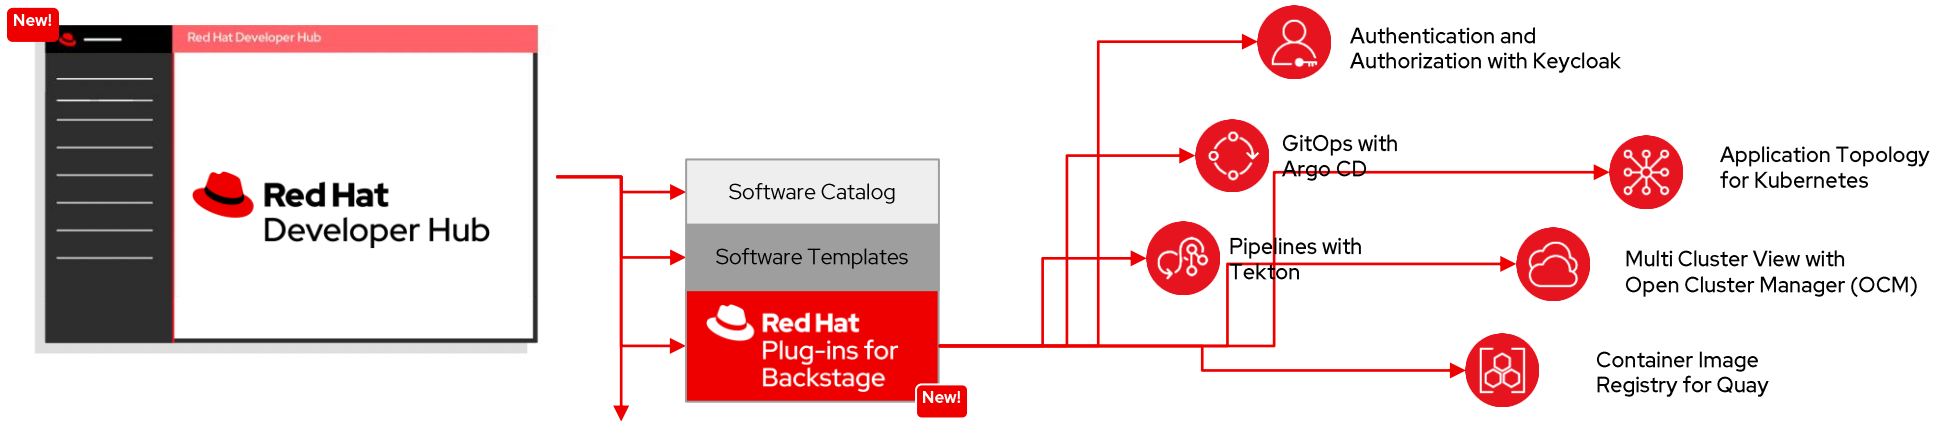 New!
Red Hat Developer Hub
Red Hat
Developer Hub
Software Catalog
Software Templates
Red Hat
Plug-ins for
Backstage
New!
Authentication and
Authorization with Keycloak
GitOps with
Argo CD
Pipelines with
Tekton
Application Topology
for Kubernetes
Multi Cluster View with
Open Cluster Manager (OCM)
Container Image
Registry for Quay